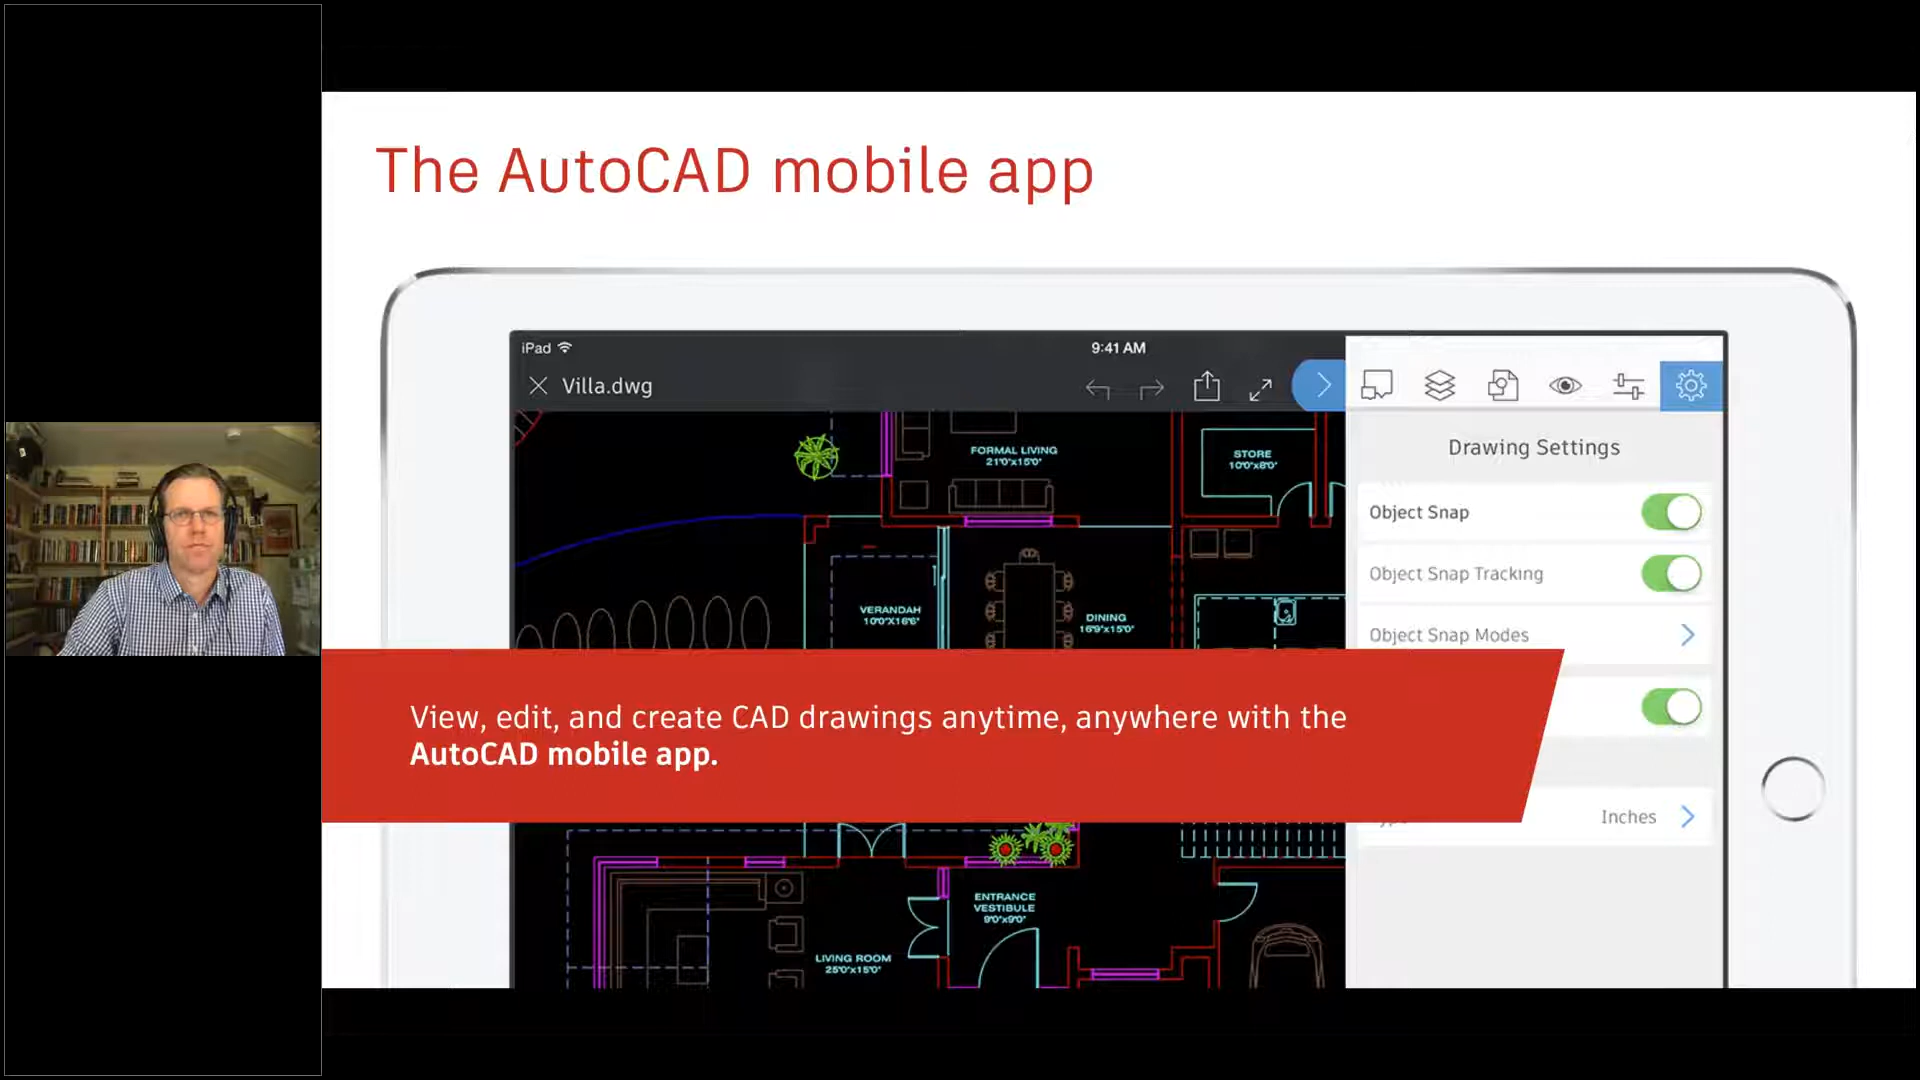 The AutoCAD mobile app
iPad
9:41 AM
Villa.dwg
Drawing Settings
FORMAL LIVING
21'0"x15'0"
STORE
10'0"x8'0"
Object Snap
Object Snap Tracking
VERANDAH
10'0"X16'6"
DINING
16'9"x15'0"
Object Snap Modes
View, edit, and create CAD drawings anytime, anywhere with the
AutoCAD mobile app.
Inches
ENTRANCE
VESTIBULE
9'0"x9'0"
LIVING ROOM
25'0"x15'0"